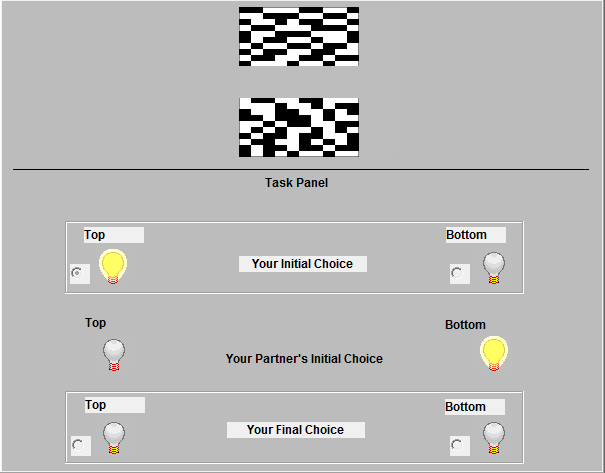 Task Panel
Top Bottom
Your Initial Choice
Top Bottom
Your Partner's Initial Choice
Top Bottom
Your Final Choice